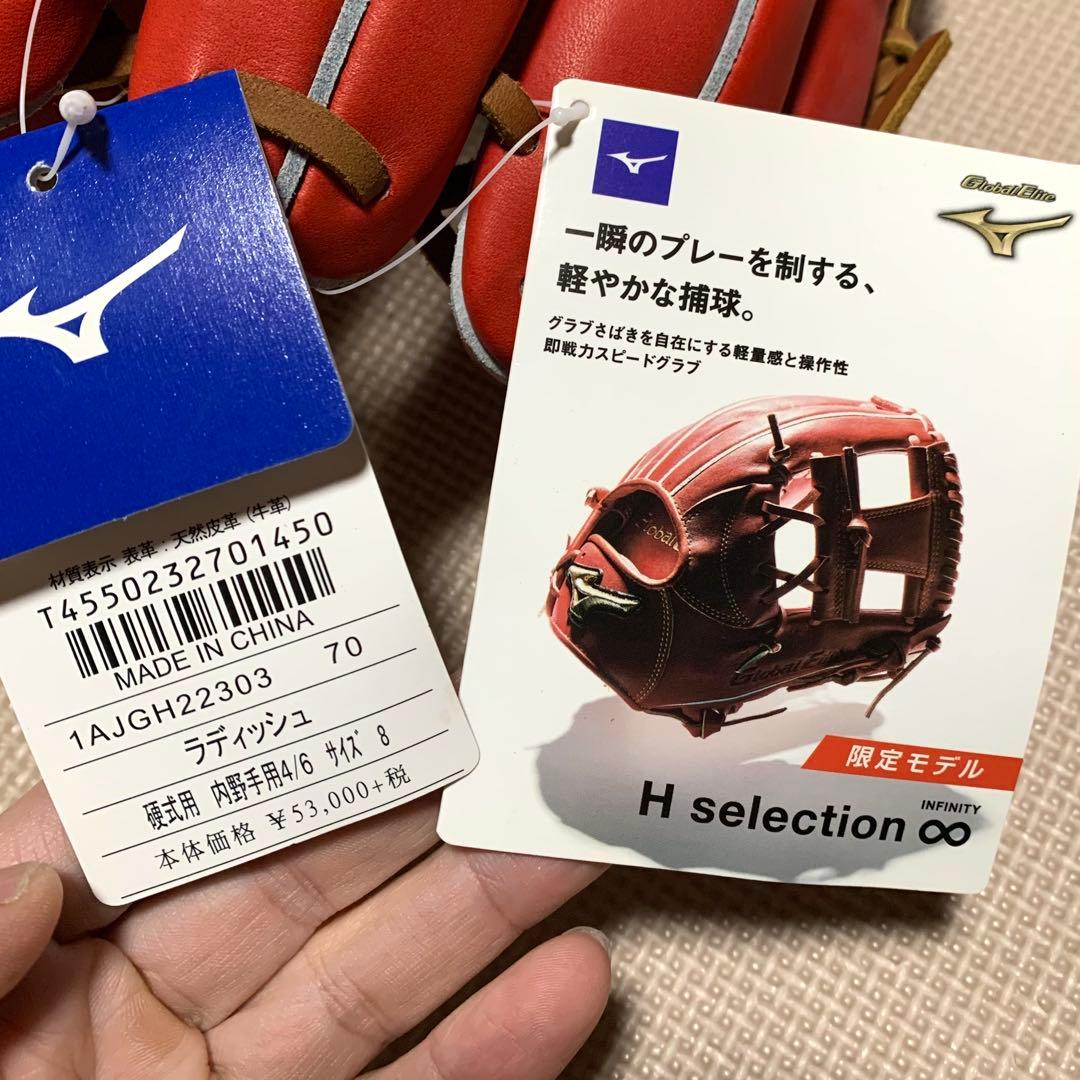 材質表示 表革：天然皮革（牛革）
T4550232701450
MADE IN CHINA
1AJGH22303 70
ラディッシュ
硬式用 内野手用4/6 サイズ 8
本体価格 ¥53,000+税
Global Elite
一瞬のプレーを制する、
軽やかな捕球。
グラブさばきを自在にする軽量感と操作性
即戦力スピードグラブ
Global E
Global Elite
限定モデル
H selection ∞
INFINITY